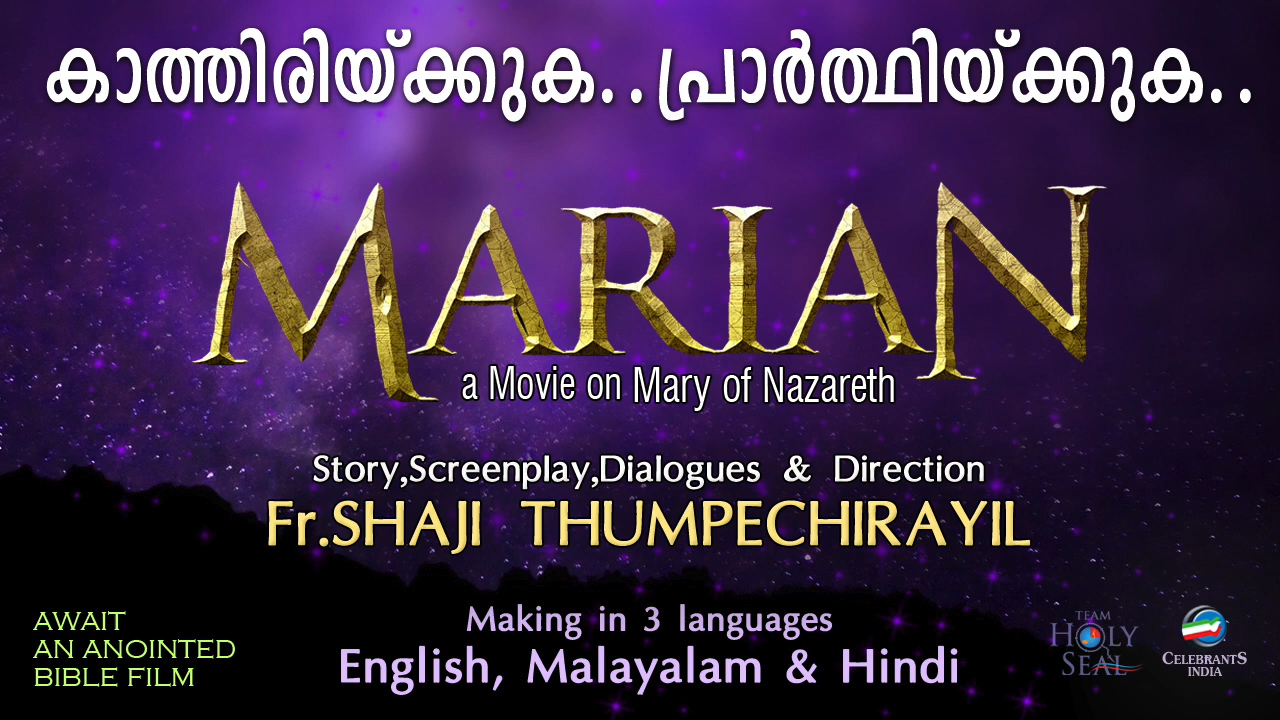 കാത്തിരിയ്ക്കുക..പ്രാർത്ഥിയ്ക്കുക..
MARIAN
a Movie on Mary of Nazareth
Story,Screenplay,Dialogues & Direction
Fr.SHAJI THUMPECHIRAYIL
AWAIT
AN ANOINTED
BIBLE FILM
Making in 3 languages
English, Malayalam & Hindi
TEAM
HOLY
SEAL
CELEBRANTS
INDIA